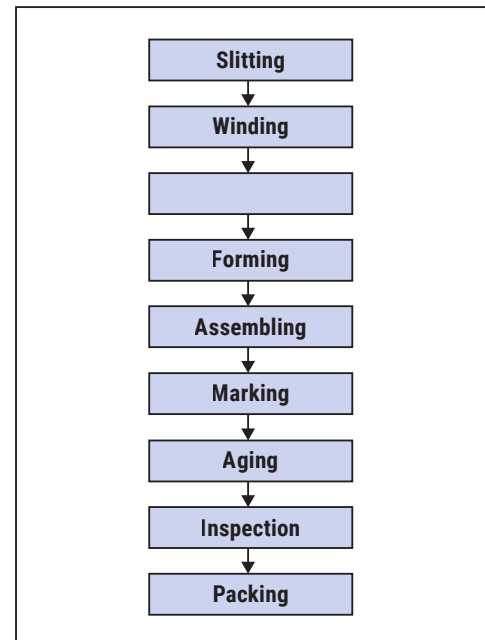 Slitting
Winding
Forming
Assembling
Marking
Aging
Inspection
Packing